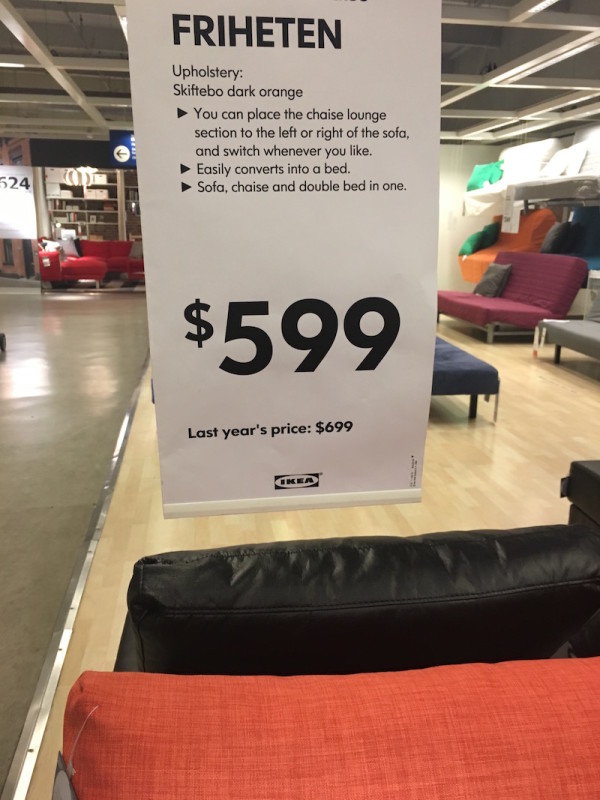 FRIHETEN
Upholstery:
Skiftebo dark orange
▶ You can place the chaise lounge
section to the left or right of the sofa,
and switch whenever you like.
▶ Easily converts into a bed.
▶ Sofa, chaise and double bed in one.
$599
Last year's price: $699
IKEA
624